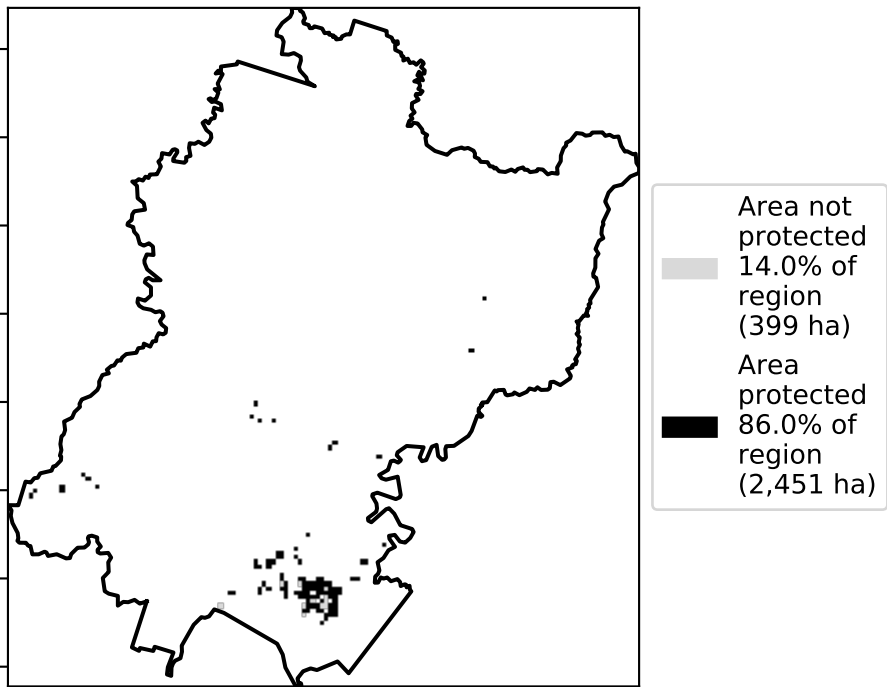 Area not
protected
14.0% of
region
(399 ha)
Area
protected
86.0% of
region
(2,451 ha)